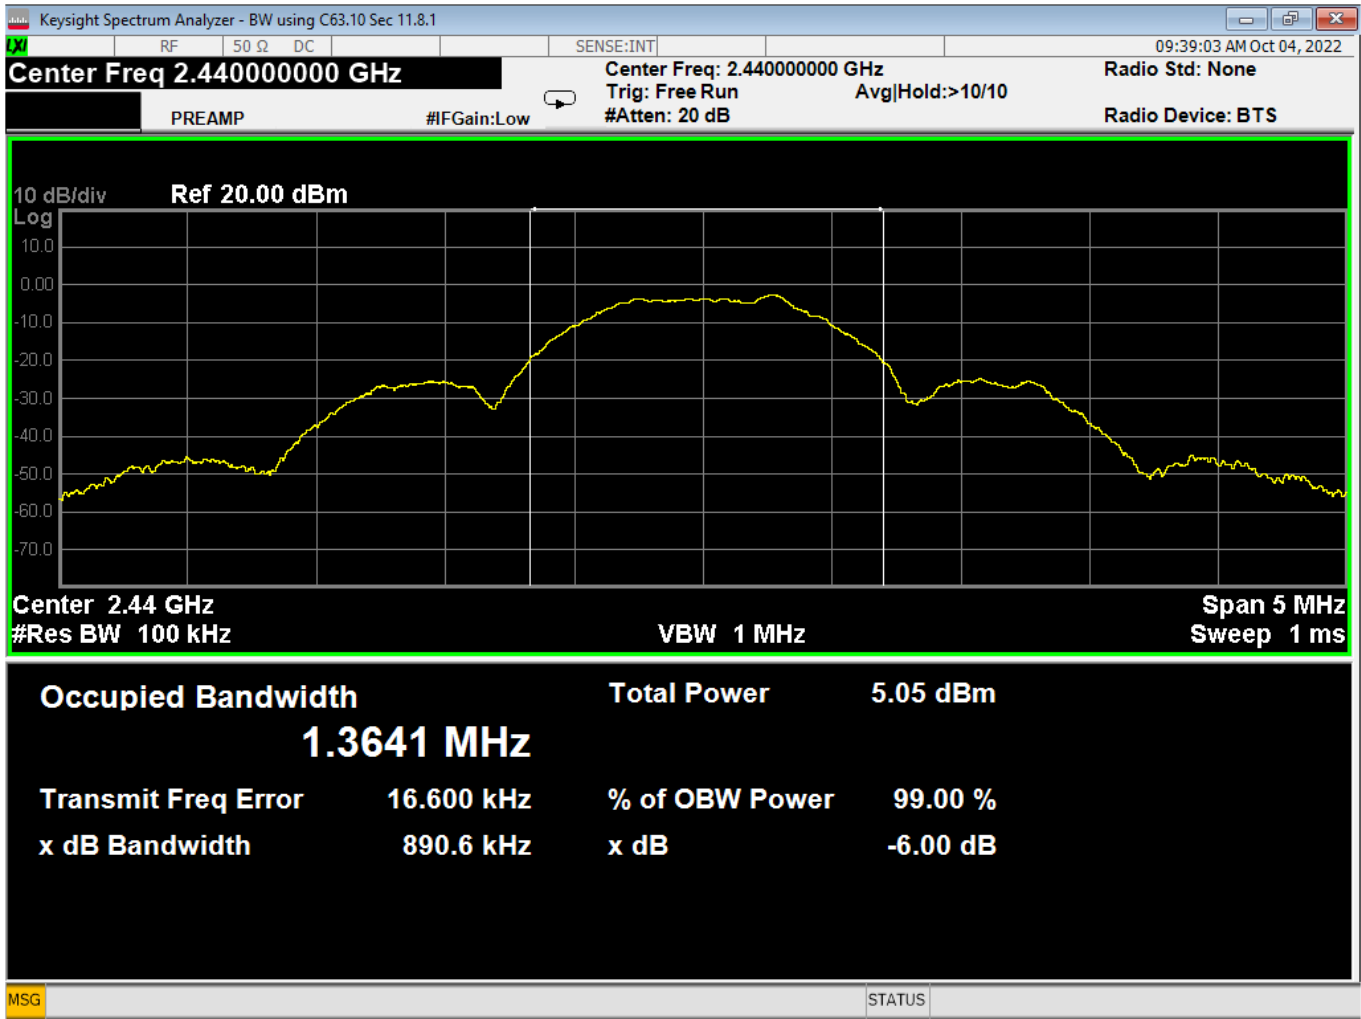 Keysight Spectrum Analyzer - BW using C63.10 Sec 11.8.1
LXI RF 50 Ω DC SENSE:INT 09:39:03 AM Oct 04, 2022
Center Freq 2.440000000 GHz Center Freq: 2.440000000 GHz Radio Std: None
Trig: Free Run Avg|Hold:>10/10
PREAMP #IFGain:Low #Atten: 20 dB Radio Device: BTS
10 dB/div Ref 20.00 dBm
Log
10.0
0.00
-10.0
-20.0
-30.0
-40.0
-50.0
-60.0
-70.0
Center 2.44 GHz Span 5 MHz
#Res BW 100 kHz VBW 1 MHz Sweep 1 ms
Occupied Bandwidth Total Power 5.05 dBm
1.3641 MHz
Transmit Freq Error 16.600 kHz % of OBW Power 99.00 %
x dB Bandwidth 890.6 kHz x dB -6.00 dB
MSG STATUS